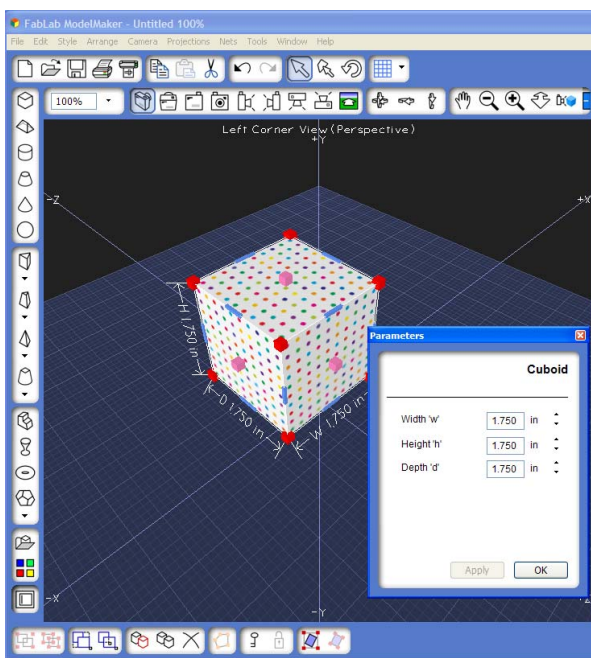 FabLab ModelMaker - Untitled 100%
File Edit Style Arrange Camera Projections Nets Tools Window Help
100%
Left Corner View (Perspective)
+Y
-Z
+X
H 1.750 in
D 1.750 in
W 1.750 in
Parameters
Cuboid
Width 'w' 1.750 in
Height 'h' 1.750 in
Depth 'd' 1.750 in
Apply OK
-X
-Y